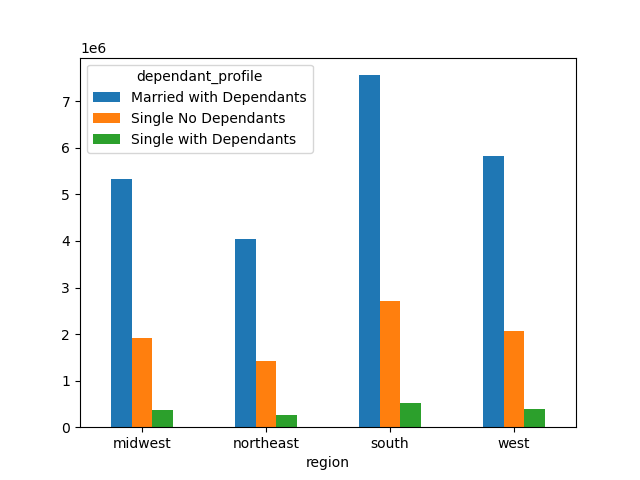 1e6
dependant_profile
Married with Dependants
Single No Dependants
Single with Dependants
7
6
5
4
3
2
1
0
midwest northeast south west
region